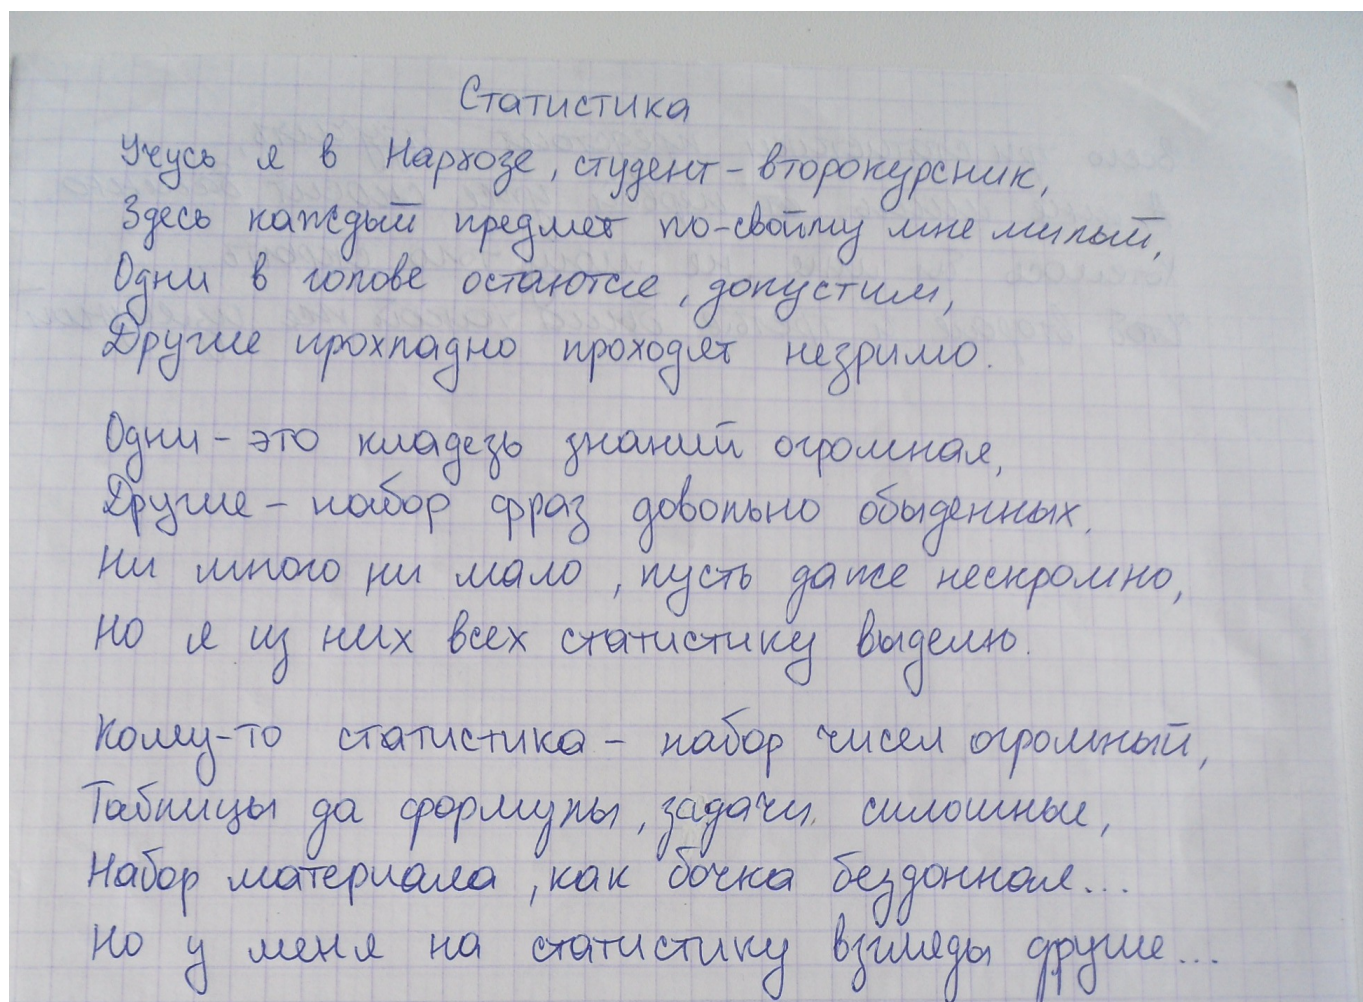 Статистика
Учусь я в Нархозе, студент - второкурсник,
Здесь каждый предмет по-свойму мне милый,
Одни в голове остаются, допустим,
Другие прохладно проходят незримо.
Одни - это кладезь знаний огромная,
Другие - набор фраз довольно обыденных,
Ни много ни мало, пусть даже нескромно,
Но я из них всех статистику выделю.
Кому-то статистика - набор чисел огромный,
Таблицы да формулы, задачи сплошные,
Набор материала, как бочка бездонная...
Но у меня на статистику взгляды другие...